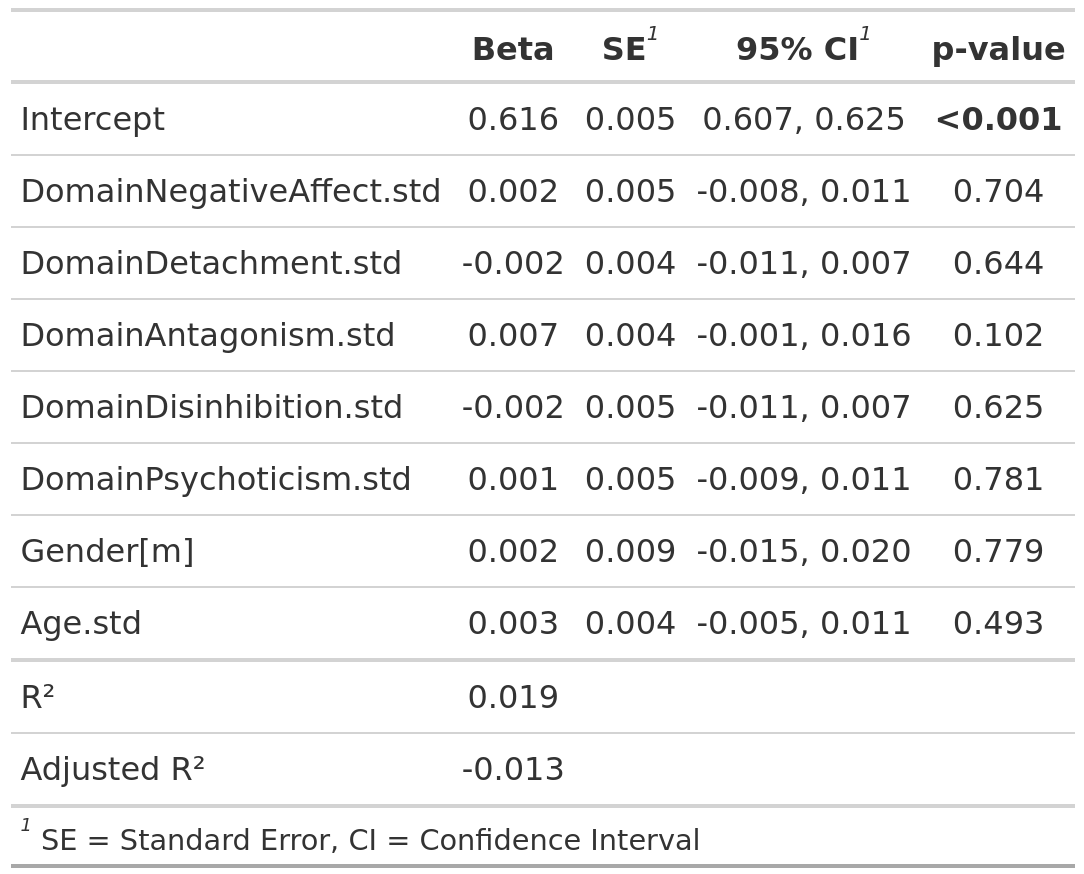 Beta SE1 95% CI1 p-value
Intercept 0.616 0.005 0.607, 0.625 <0.001
DomainNegativeAffect.std 0.002 0.005 -0.008, 0.011 0.704
DomainDetachment.std -0.002 0.004 -0.011, 0.007 0.644
DomainAntagonism.std 0.007 0.004 -0.001, 0.016 0.102
DomainDisinhibition.std -0.002 0.005 -0.011, 0.007 0.625
DomainPsychoticism.std 0.001 0.005 -0.009, 0.011 0.781
Gender[m] 0.002 0.009 -0.015, 0.020 0.779
Age.std 0.003 0.004 -0.005, 0.011 0.493
R² 0.019
Adjusted R² -0.013
1 SE = Standard Error, CI = Confidence Interval